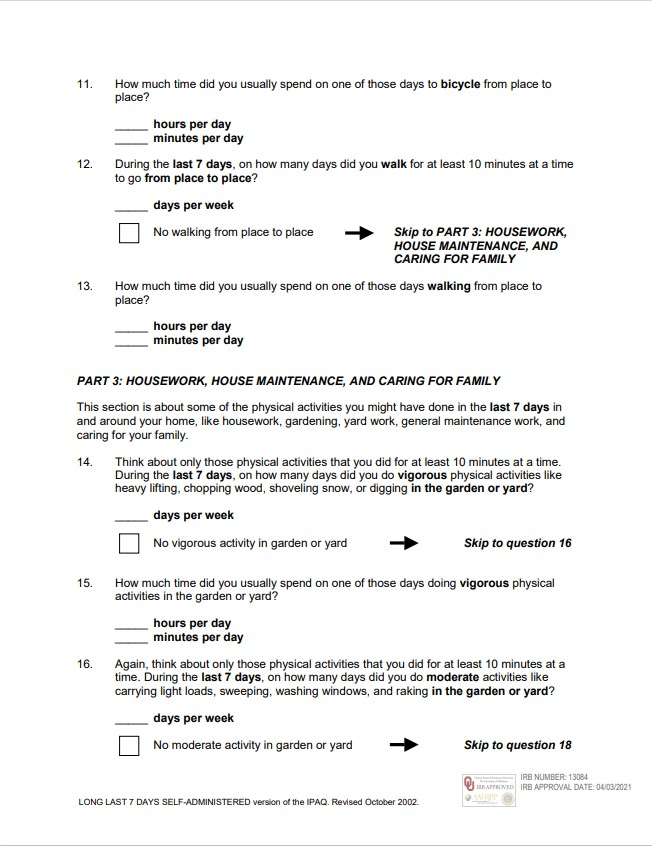 11. How much time did you usually spend on one of those days to bicycle from place to
place?
_____ hours per day
_____ minutes per day
12. During the last 7 days, on how many days did you walk for at least 10 minutes at a time
to go from place to place?
_____ days per week
No walking from place to place Skip to PART 3: HOUSEWORK,
HOUSE MAINTENANCE, AND
CARING FOR FAMILY
13. How much time did you usually spend on one of those days walking from place to
place?
_____ hours per day
_____ minutes per day
PART 3: HOUSEWORK, HOUSE MAINTENANCE, AND CARING FOR FAMILY
This section is about some of the physical activities you might have done in the last 7 days in
and around your home, like housework, gardening, yard work, general maintenance work, and
caring for your family.
14. Think about only those physical activities that you did for at least 10 minutes at a time.
During the last 7 days, on how many days did you do vigorous physical activities like
heavy lifting, chopping wood, shoveling snow, or digging in the garden or yard?
_____ days per week
No vigorous activity in garden or yard Skip to question 16
15. How much time did you usually spend on one of those days doing vigorous physical
activities in the garden or yard?
_____ hours per day
_____ minutes per day
16. Again, think about only those physical activities that you did for at least 10 minutes at a
time. During the last 7 days, on how many days did you do moderate activities like
carrying light loads, sweeping, washing windows, and raking in the garden or yard?
_____ days per week
No moderate activity in garden or yard Skip to question 18
IRB APPROVED
IRB NUMBER: 13084
IRB APPROVAL DATE: 04/03/2021
LONG LAST 7 DAYS SELF-ADMINISTERED version of the IPAQ. Revised October 2002.